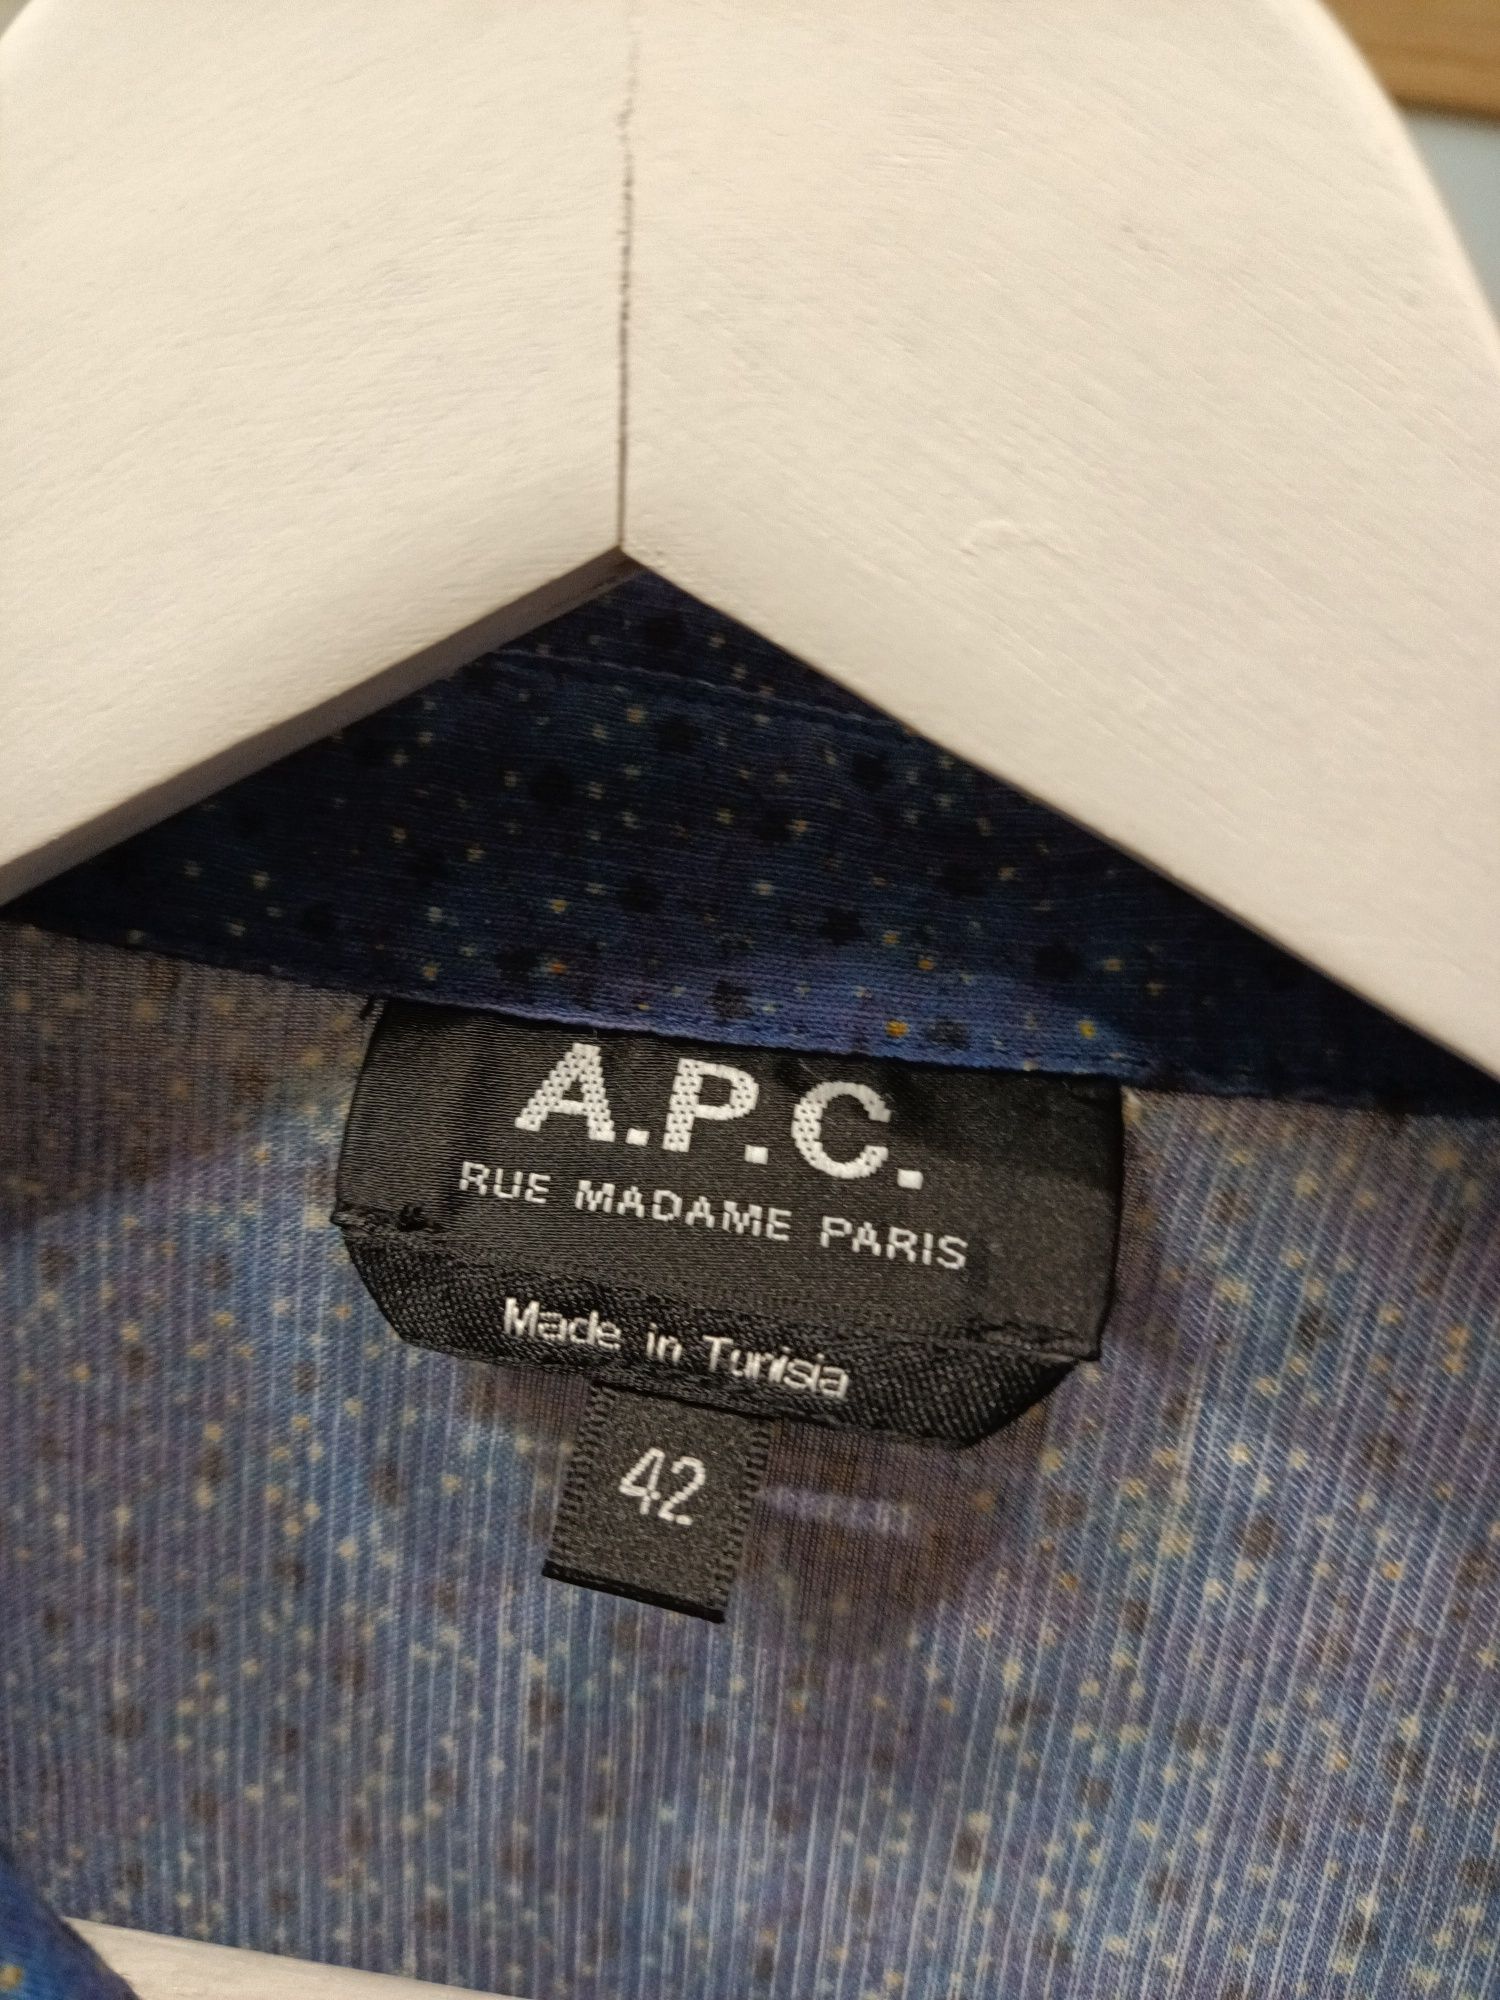 A.P.C.
RUE MADAME PARIS
Made in Tunisia
42